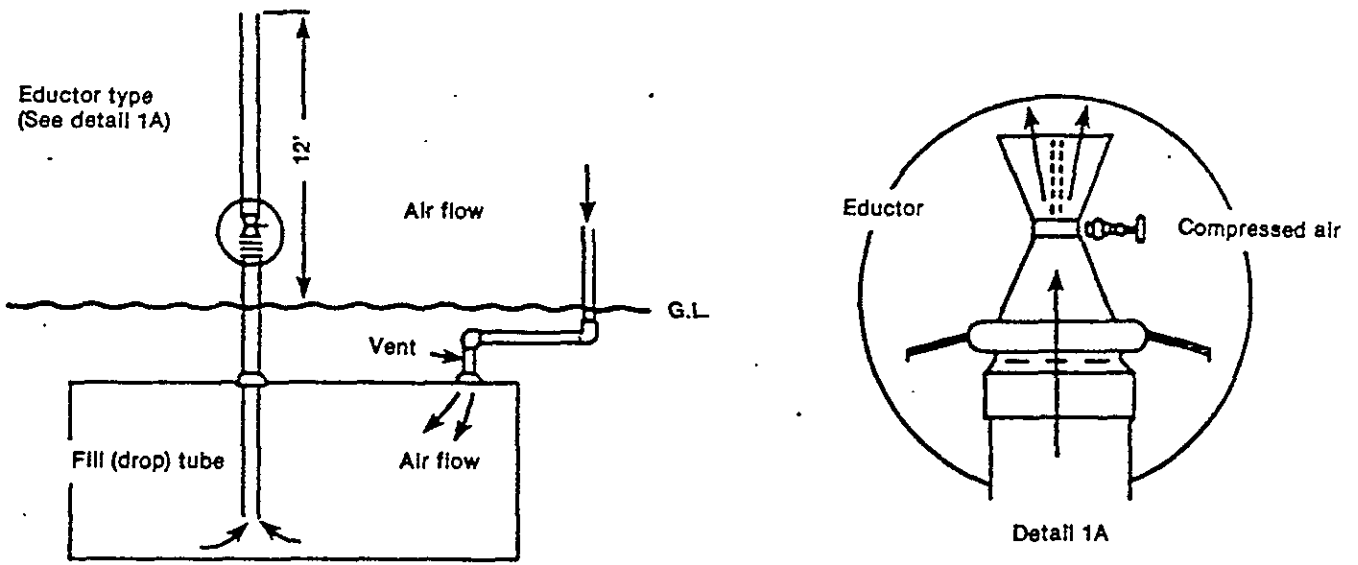 Eductor type
(See detail 1A)
12'
Air flow
G.L.
Vent
Fill (drop) tube
Air flow
Eductor
Compressed air
Detail 1A